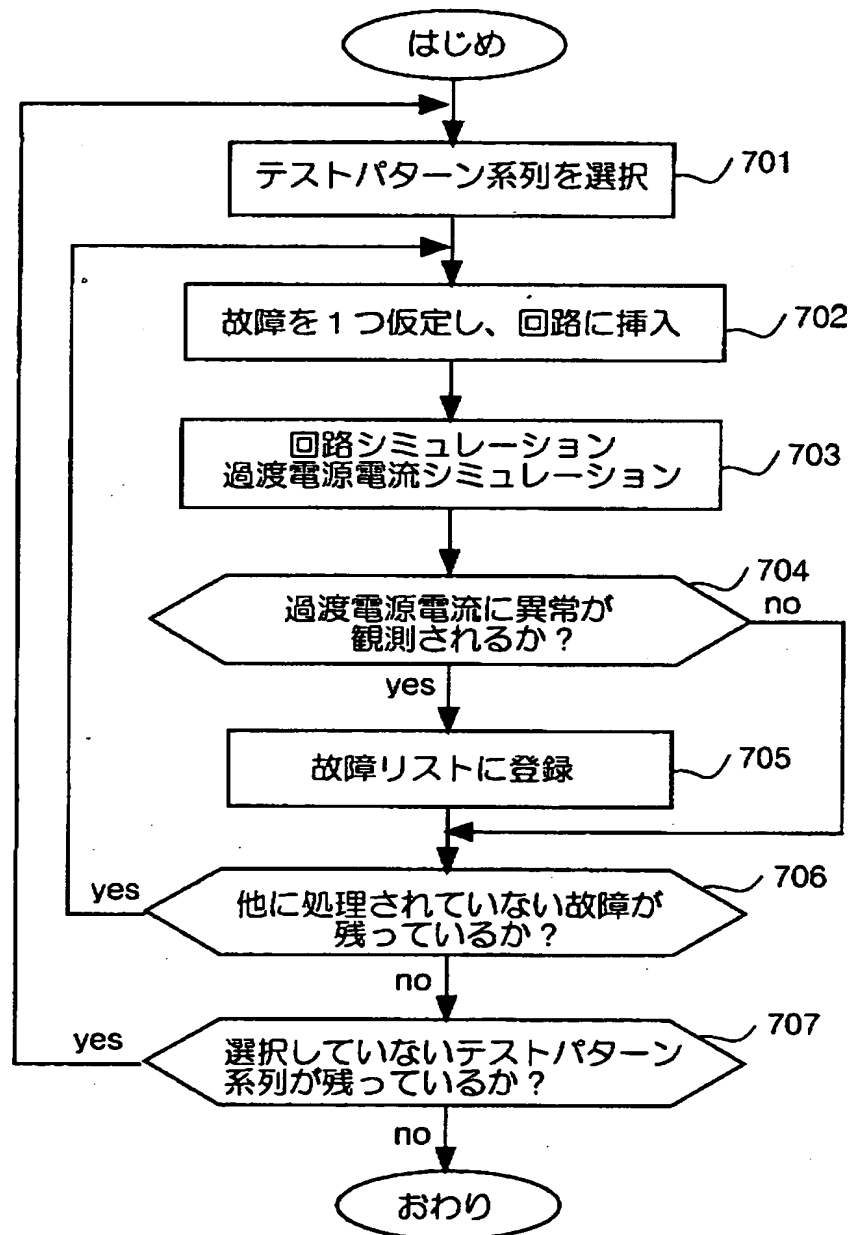 はじめ
テストパターン系列を選択
701
故障を1つ仮定し、回路に挿入
702
回路シミュレーション
過渡電源電流シミュレーション
703
704
過渡電源電流に異常が
観測されるか?
no
yes
故障リストに登録
705
706
yes
他に処理されていない故障が
残っているか?
no
707
yes
選択していないテストパターン
系列が残っているか?
no
おわり